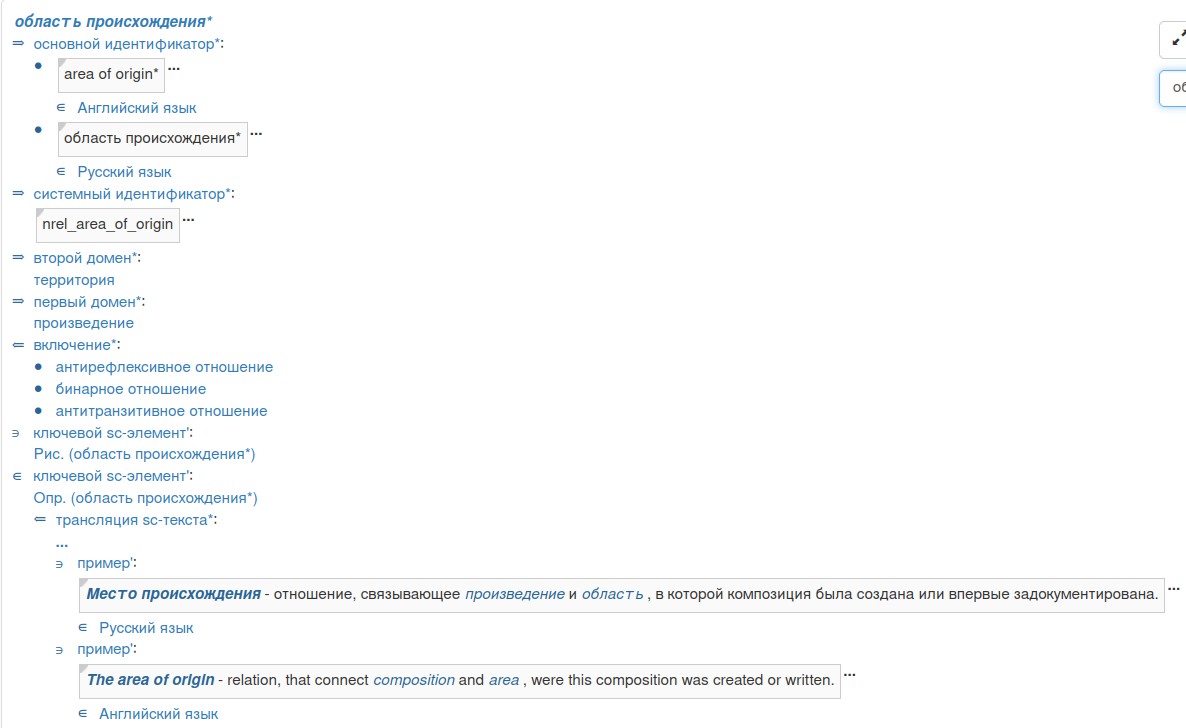 область происхождения*
⇒ основной идентификатор*:
• area of origin* ...
∈ Английский язык
• область происхождения* ...
∈ Русский язык
⇒ системный идентификатор*:
nrel_area_of_origin ...
⇒ второй домен*:
территория
⇒ первый домен*:
произведение
⇐ включение*:
• антирефлексивное отношение
• бинарное отношение
• антитранзитивное отношение
∋ ключевой sc-элемент':
Рис. (область происхождения*)
∈ ключевой sc-элемент':
Опр. (область происхождения*)
⇐ трансляция sc-текста*:
...
∋ пример':
Место происхождения - отношение, связывающее произведение и область , в которой композиция была создана или впервые задокументирована. ...
∈ Русский язык
∋ пример':
The area of origin - relation, that connect composition and area , were this composition was created or written. ...
∈ Английский язык
об